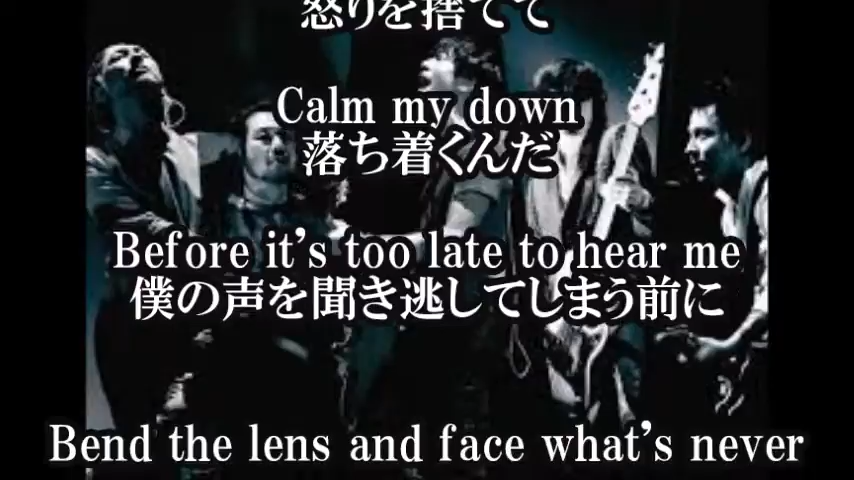 怒りを捨てて
Calm my down
落ち着くんだ
Before it's too late to hear me
僕の声を聞き逃してしまう前に
Bend the lens and face what's never